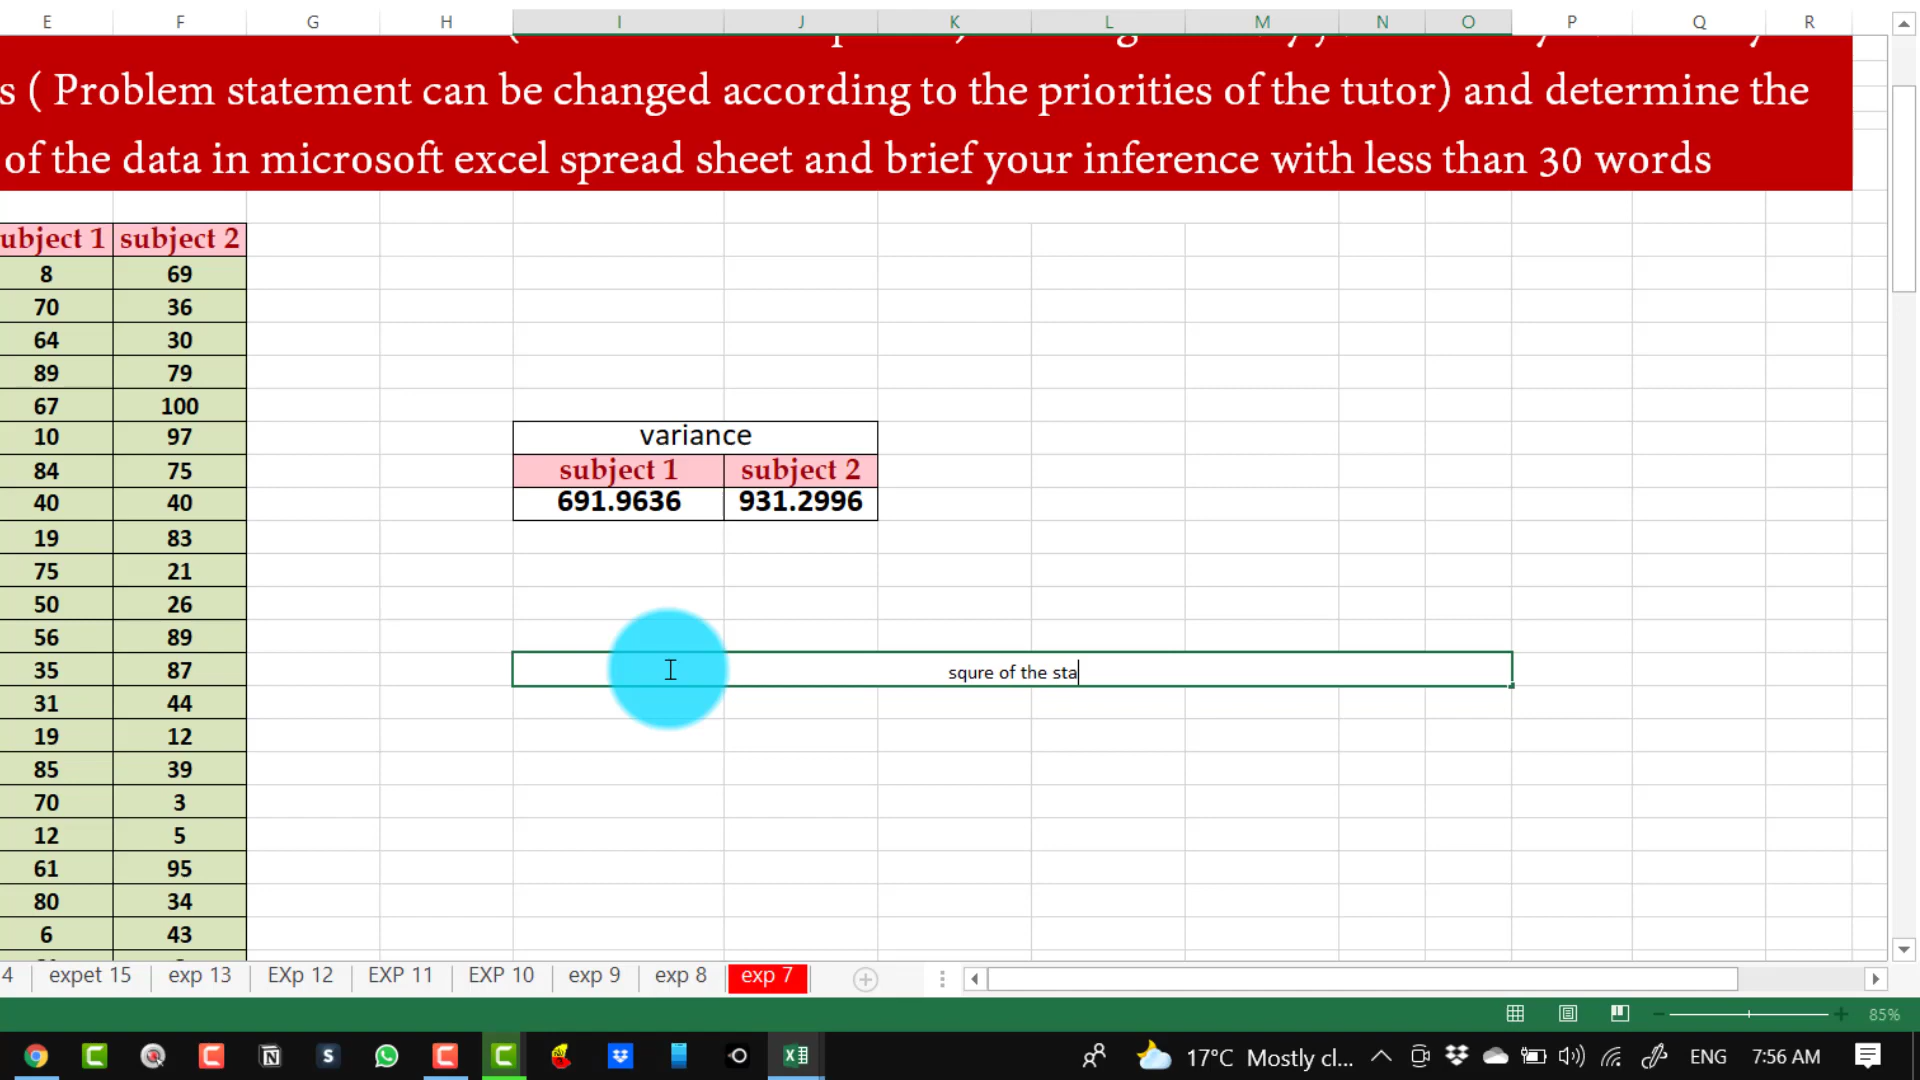 E F G H I J K L M N O P Q R
s ( Problem statement can be changed according to the priorities of the tutor) and determine the
of the data in microsoft excel spread sheet and brief your inference with less than 30 words
ubject 1 subject 2
8 69
70 36
64 30
89 79
67 100
10 97
84 75
40 40
19 83
75 21
50 26
56 89
35 87
31 44
19 12
85 39
70 3
12 5
61 95
80 34
6 43
variance
subject 1 subject 2
691.9636 931.2996
squre of the sta
4 expet 15 exp 13 EXp 12 EXP 11 EXP 10 exp 9 exp 8 exp 7
85%
17°C Mostly cl... ENG 7:56 AM